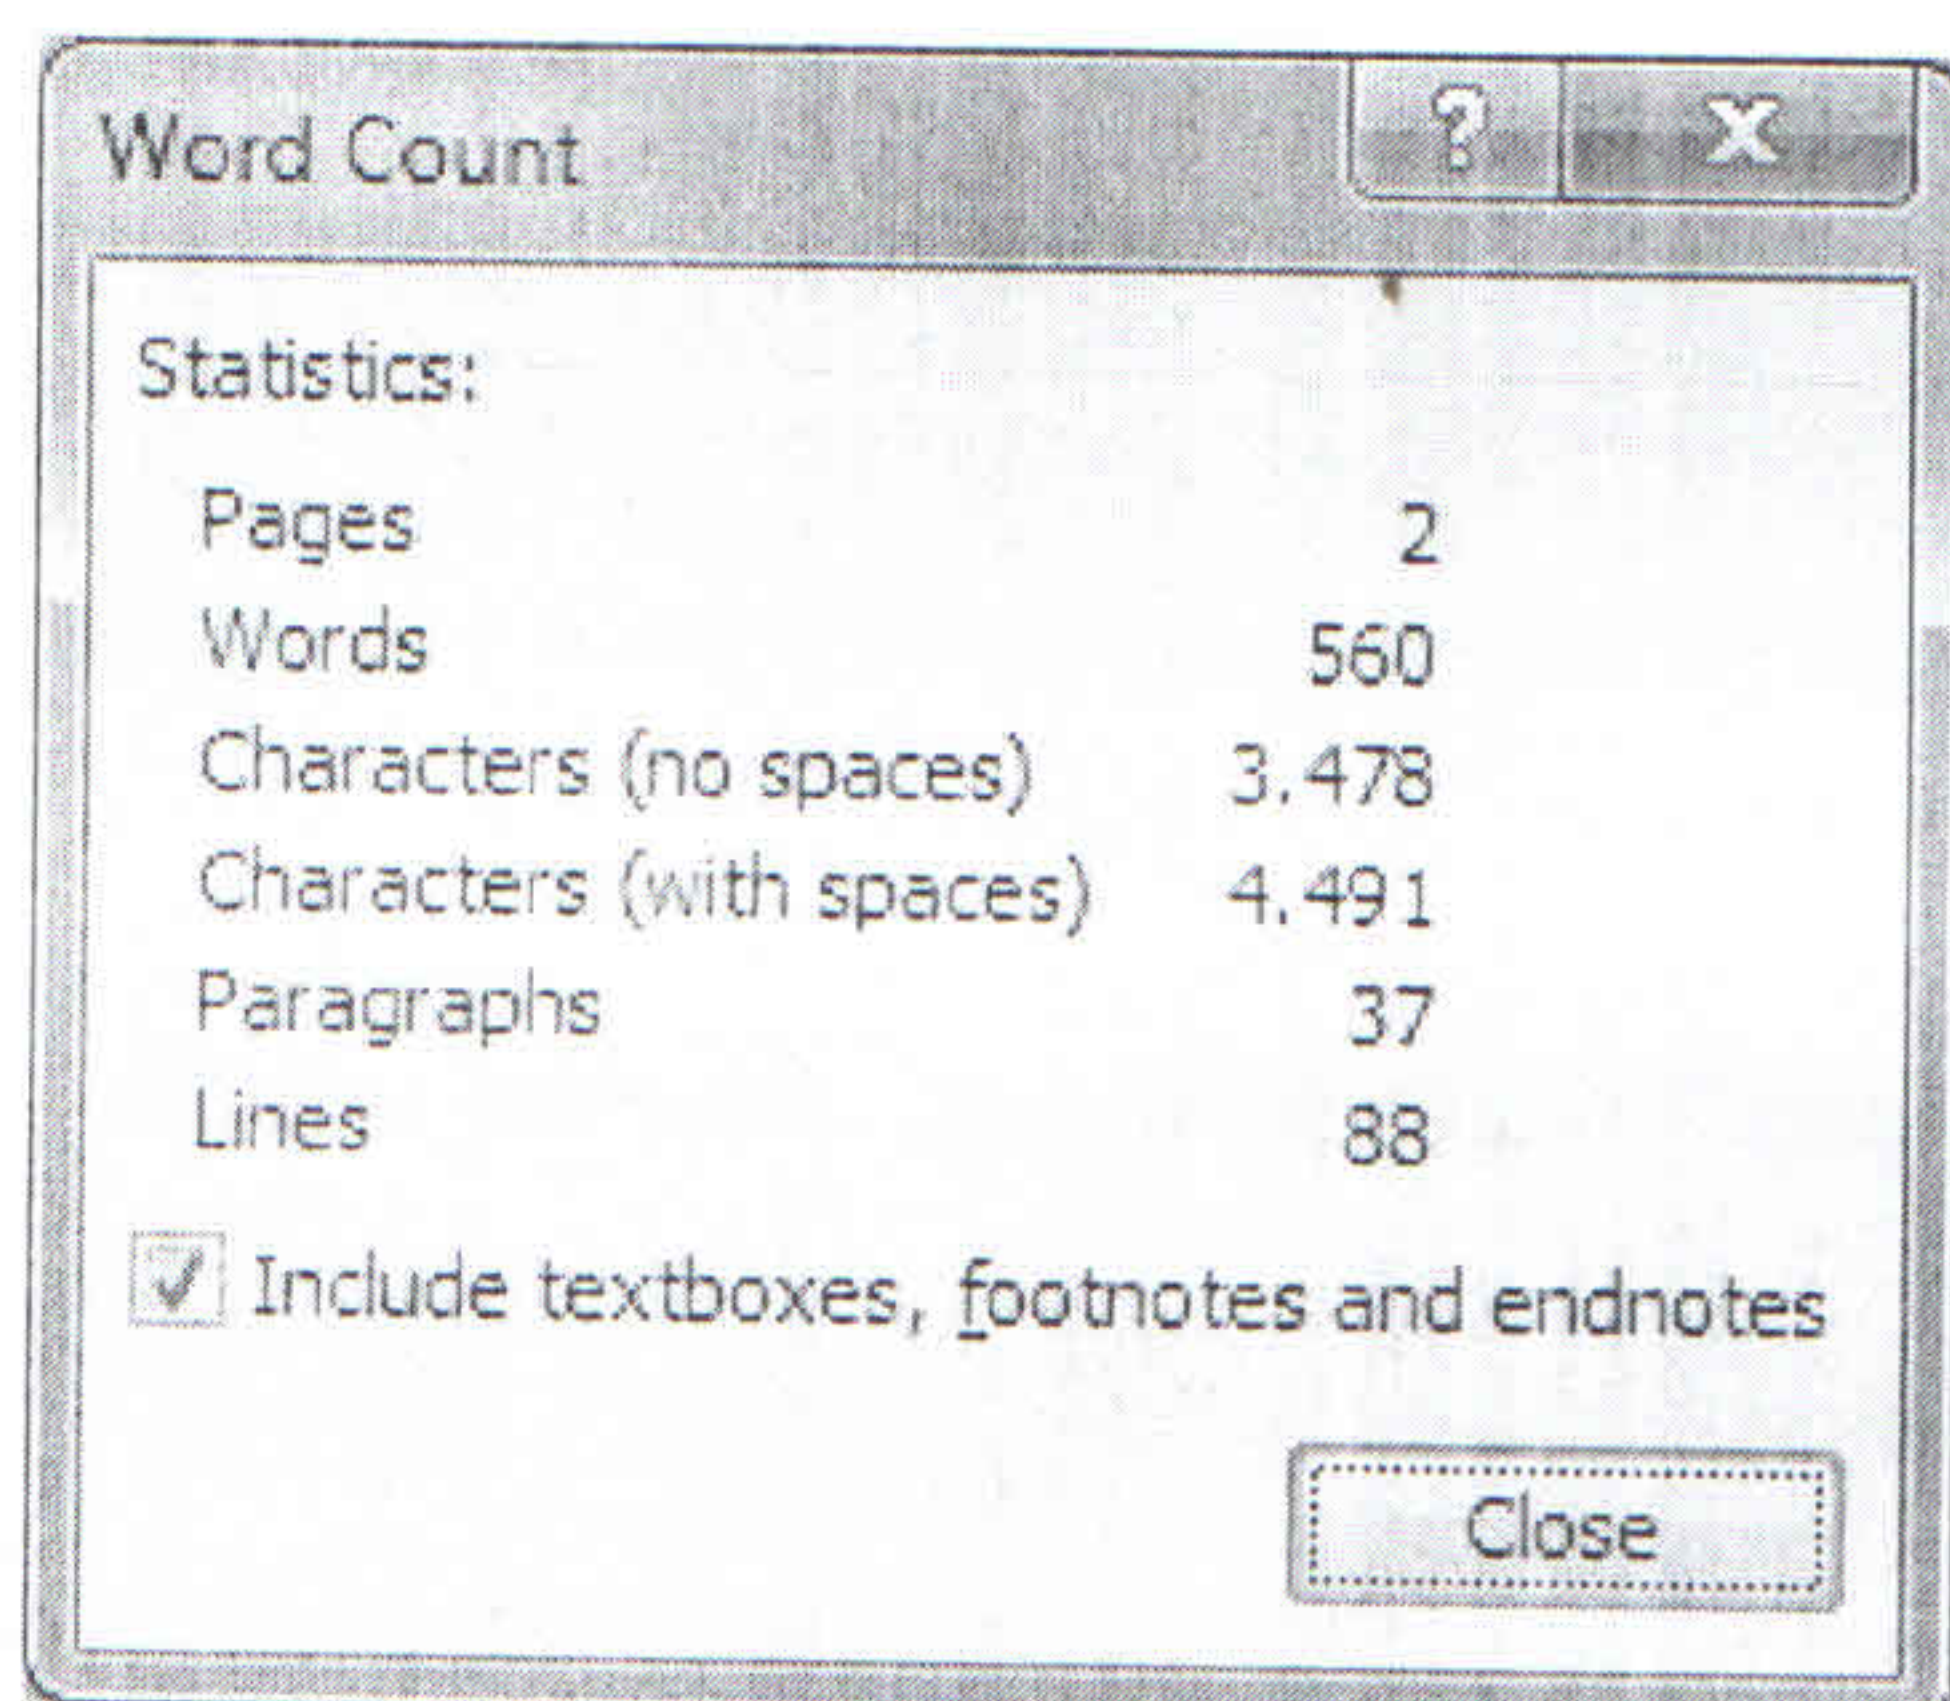 Word Count
Statistics:
Pages 2
Words 560
Characters (no spaces) 3.478
Characters (with spaces) 4.491
Paragraphs 37
Lines 88
Include textboxes, footnotes and endnotes
Close